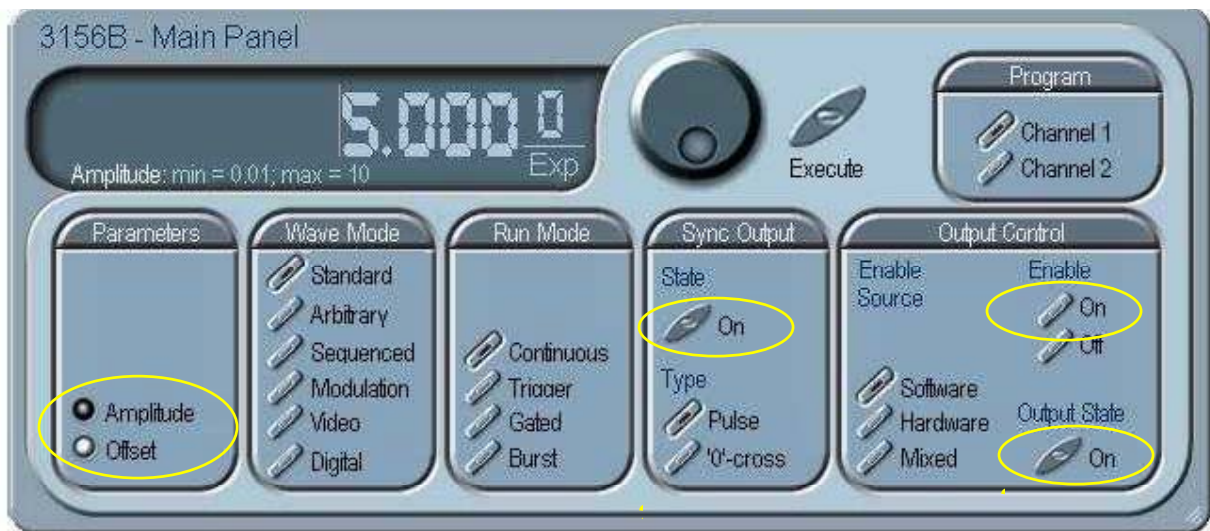 3156B - Main Panel
5.000 0
Exp
Amplitude: min = 0.01; max = 10
Execute
Program
Channel 1
Channel 2
Parameters
Amplitude
Offset
Wave Mode
Standard
Arbitrary
Sequenced
Modulation
Video
Digital
Run Mode
Continuous
Trigger
Gated
Burst
Sync Output
State
On
Type
Pulse
'0'-cross
Output Control
Enable
Source
Software
Hardware
Mixed
Enable
On
Off
Output State
On